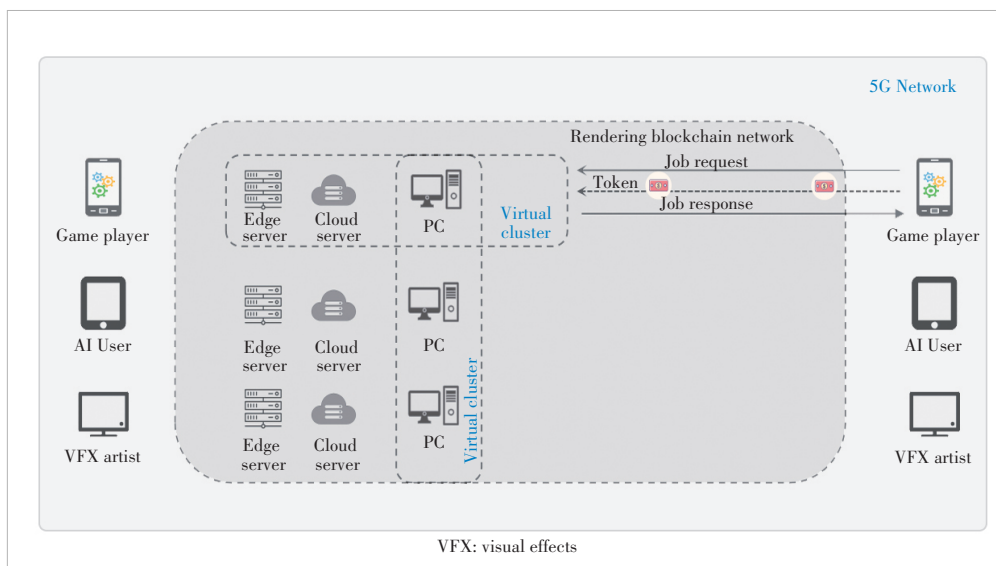 5G Network
Rendering blockchain network
Job request
Token
Job response
Game player
Edge
server
Cloud
server
PC
Virtual
cluster
Game player
AI User
Edge
server
Cloud
server
PC
AI User
Virtual cluster
VFX artist
Edge
server
Cloud
server
PC
VFX artist
VFX: visual effects